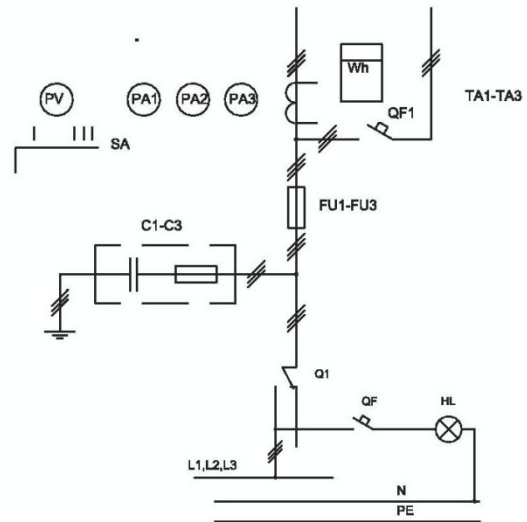 Wh
PV PA1 PA2 PA3 TA1-TA3
QF1
SA
FU1-FU3
C1-C3
Q1
QF HL
L1,L2,L3
N
PE